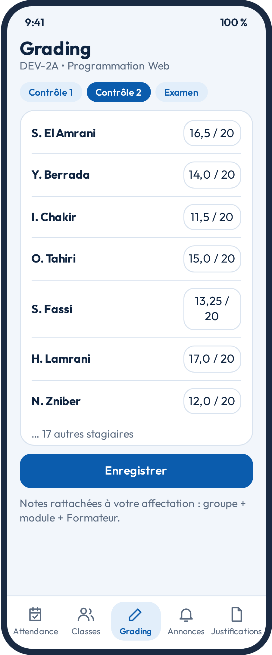 9:41 100 %
Grading
DEV-2A • Programmation Web
Contrôle 1 Contrôle 2 Examen
S. El Amrani 16,5 / 20
Y. Berrada 14,0 / 20
I. Chakir 11,5 / 20
O. Tahiri 15,0 / 20
S. Fassi 13,25 /
20
H. Lamrani 17,0 / 20
N. Zniber 12,0 / 20
... 17 autres stagiaires
Enregistrer
Notes rattachées à votre affectation : groupe +
module + Formateur.
Attendance Classes Grading Annonces Justifications